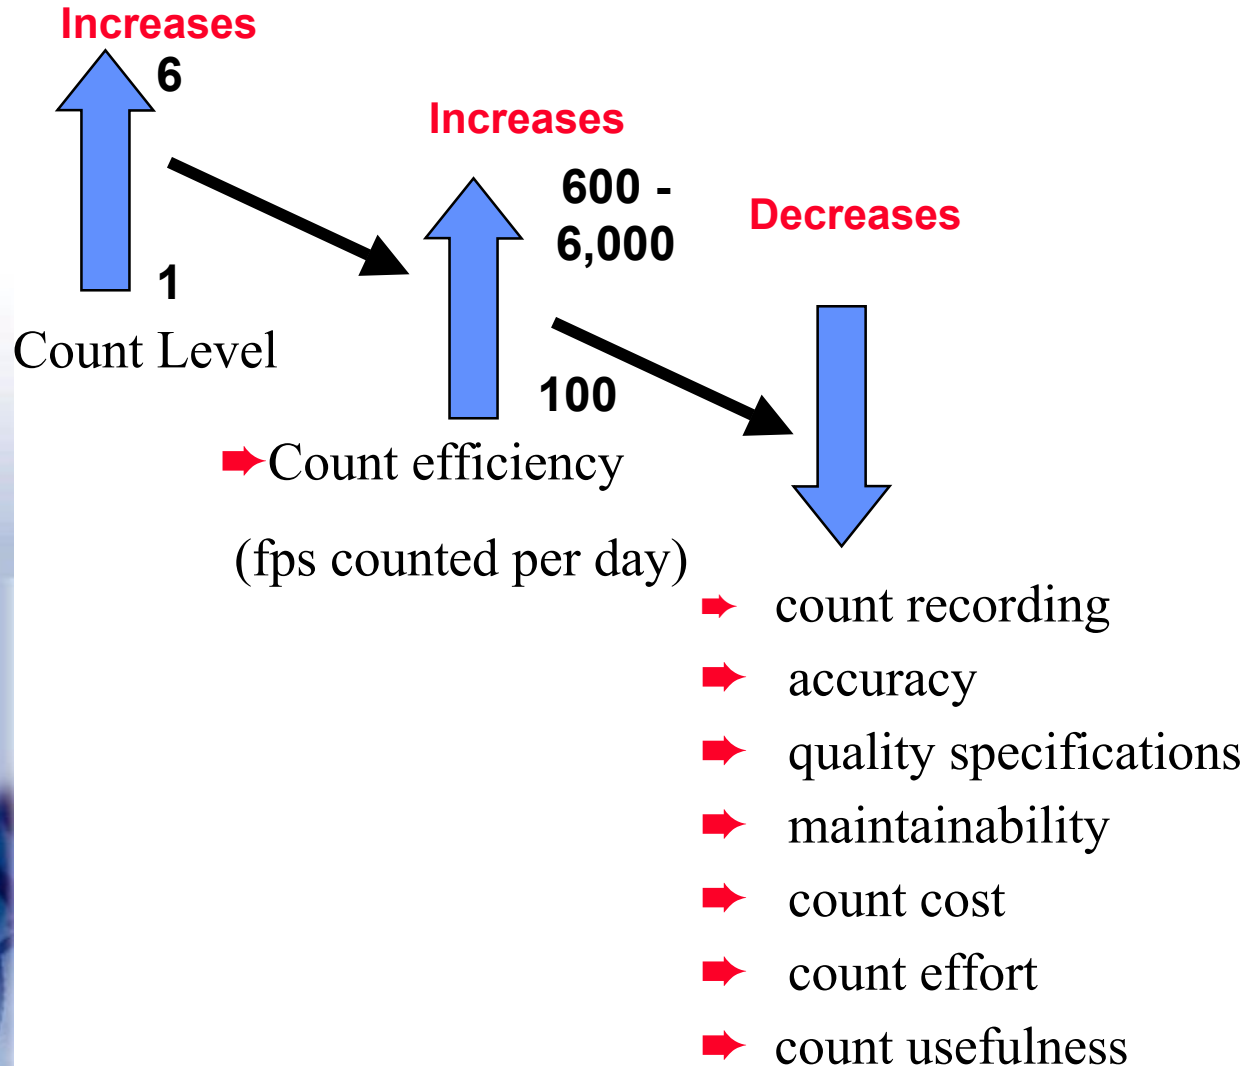 Increases
6
1
Count Level
Increases
600 -
6,000
100
Count efficiency
(fps counted per day)
Decreases
count recording
accuracy
quality specifications
maintainability
count cost
count effort
count usefulness